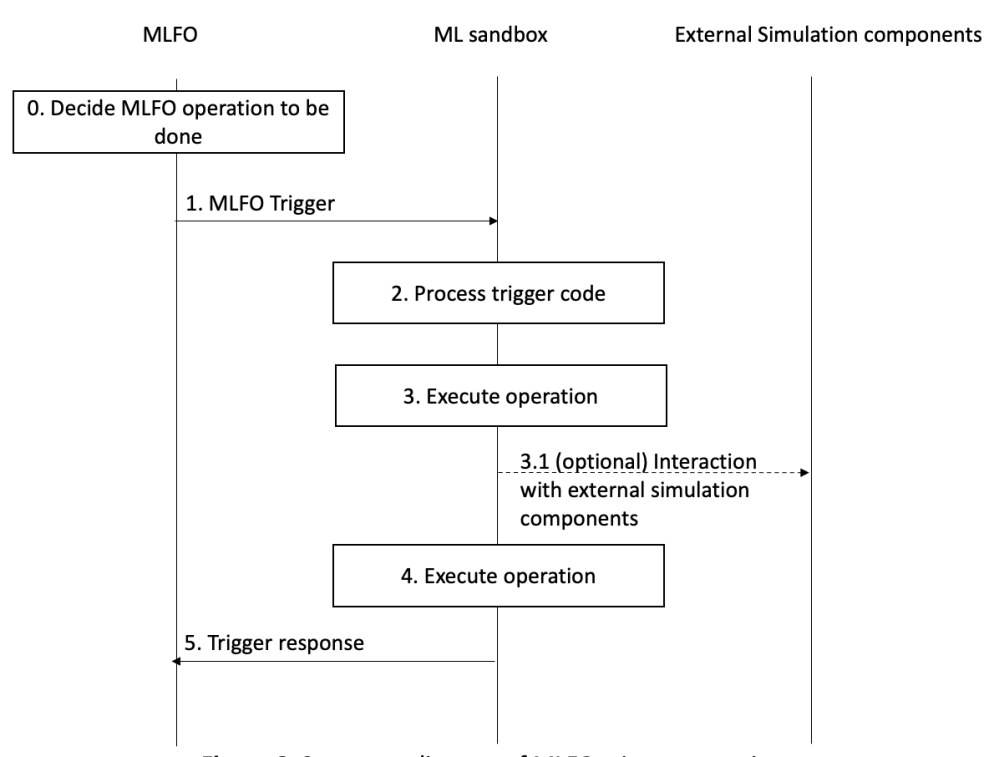 MLFO
ML sandbox
External Simulation components
0. Decide MLFO operation to be
done
1. MLFO Trigger
2. Process trigger code
3. Execute operation
3.1 (optional) Interaction
with external simulation
components
4. Execute operation
5. Trigger response